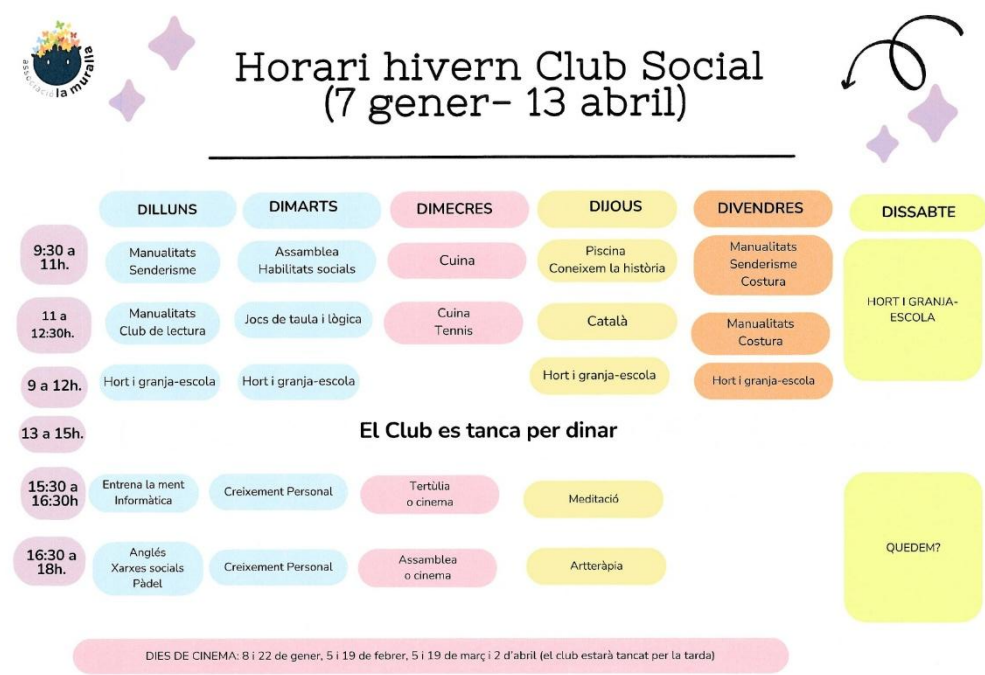 associació la muralla
Horari hivern Club Social
(7 gener- 13 abril)
DILLUNS
DIMARTS
DIMECRES
DIJOUS
DIVENDRES
DISSABTE
9:30 a
11h.
Manualitats
Senderisme
Assamblea
Habilitats socials
Cuina
Piscina
Coneixem la història
Manualitats
Senderisme
Costura
HORT I GRANJA-
ESCOLA
11 a
12:30h.
Manualitats
Club de lectura
Jocs de taula i lògica
Cuina
Tennis
Català
Manualitats
Costura
9 a 12h.
Hort i granja-escola
Hort i granja-escola
Hort i granja-escola
Hort i granja-escola
13 a 15h.
El Club es tanca per dinar
15:30 a
16:30h
Entrena la ment
Informàtica
Creixement Personal
Tertúlia
o cinema
Meditació
QUEDEM?
16:30 a
18h.
Anglés
Xarxes socials
Pàdel
Creixement Personal
Assamblea
o cinema
Artteràpia
DIES DE CINEMA: 8 i 22 de gener, 5 i 19 de febrer, 5 i 19 de març i 2 d'abril (el club estarà tancat per la tarda)